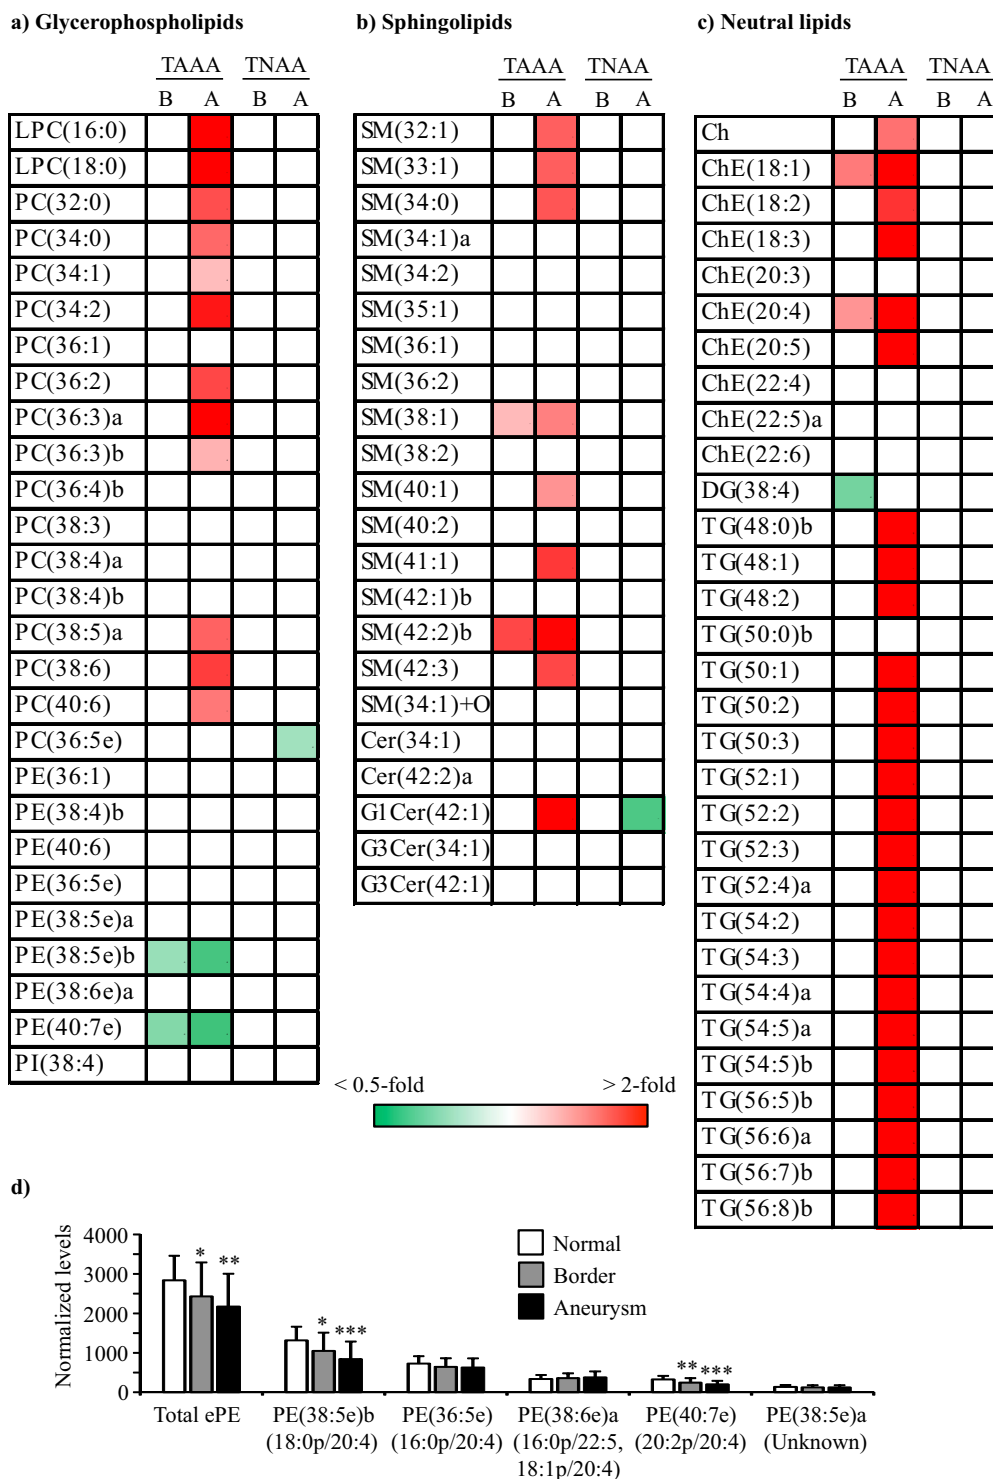 a) Glycerophospholipids
TAAA TNAA
B A B A
LPC(16:0)
LPC(18:0)
PC(32:0)
PC(34:0)
PC(34:1)
PC(34:2)
PC(36:1)
PC(36:2)
PC(36:3)a
PC(36:3)b
PC(36:4)b
PC(38:3)
PC(38:4)a
PC(38:4)b
PC(38:5)a
PC(38:6)
PC(40:6)
PC(36:5e)
PE(36:1)
PE(38:4)b
PE(40:6)
PE(36:5e)
PE(38:5e)a
PE(38:5e)b
PE(38:6e)a
PE(40:7e)
PI(38:4)
b) Sphingolipids
TAAA TNAA
B A B A
SM(32:1)
SM(33:1)
SM(34:0)
SM(34:1)a
SM(34:2)
SM(35:1)
SM(36:1)
SM(36:2)
SM(38:1)
SM(38:2)
SM(40:1)
SM(40:2)
SM(41:1)
SM(42:1)b
SM(42:2)b
SM(42:3)
SM(34:1)+O
Cer(34:1)
Cer(42:2)a
G1Cer(42:1)
G3Cer(34:1)
G3Cer(42:1)
< 0.5-fold > 2-fold
c) Neutral lipids
TAAA TNAA
B A B A
Ch
ChE(18:1)
ChE(18:2)
ChE(18:3)
ChE(20:3)
ChE(20:4)
ChE(20:5)
ChE(22:4)
ChE(22:5)a
ChE(22:6)
DG(38:4)
TG(48:0)b
TG(48:1)
TG(48:2)
TG(50:0)b
TG(50:1)
TG(50:2)
TG(50:3)
TG(52:1)
TG(52:2)
TG(52:3)
TG(52:4)a
TG(54:2)
TG(54:3)
TG(54:4)a
TG(54:5)a
TG(54:5)b
TG(56:5)b
TG(56:6)a
TG(56:7)b
TG(56:8)b
d)
Normalized levels
4000
3000
2000
1000
0
Normal
Border
Aneurysm
* **
* ***
** ***
Total ePE
PE(38:5e)b
(18:0p/20:4)
PE(36:5e)
(16:0p/20:4)
PE(38:6e)a
(16:0p/22:5,
18:1p/20:4)
PE(40:7e)
(20:2p/20:4)
PE(38:5e)a
(Unknown)